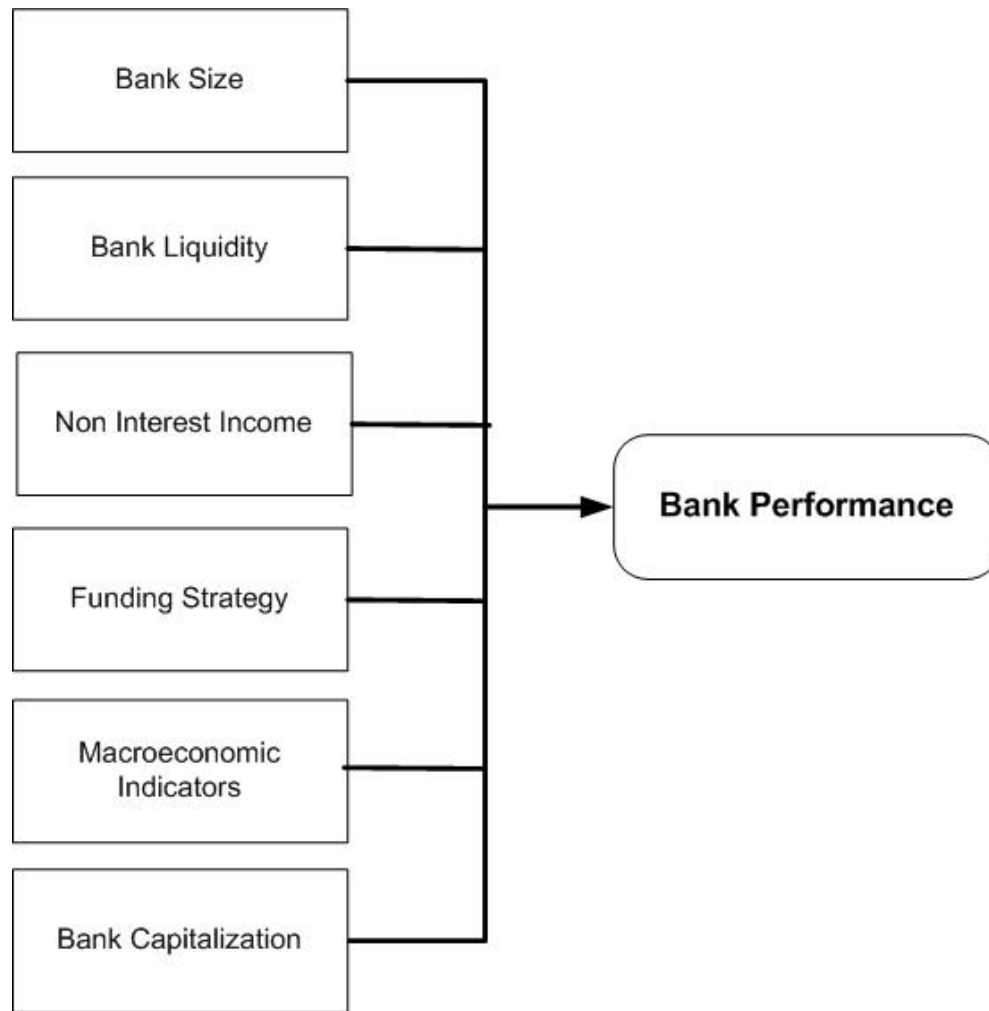 Bank Size
Bank Liquidity
Non Interest Income
Funding Strategy
Macroeconomic
Indicators
Bank Capitalization
Bank Performance